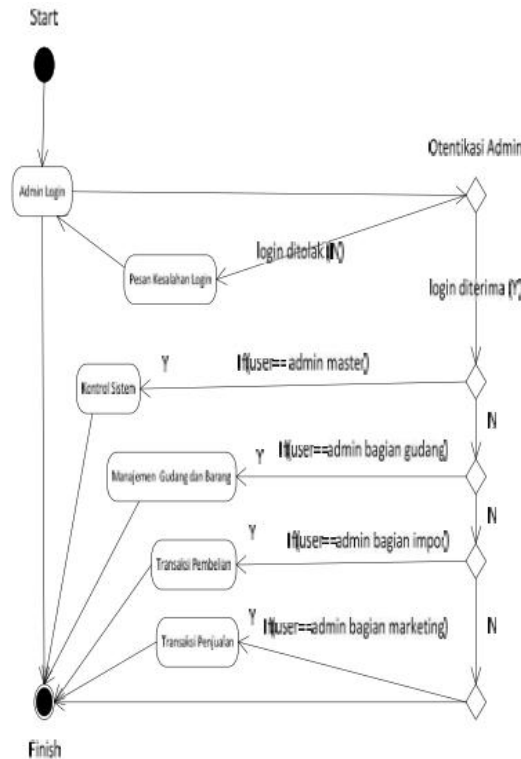 Start
Otentikasi Admin
Admin Login
login ditolak (N)
Pesan Kesalahan Login
login diterima (Y)
Y
If(user== admin master)
Kontrol Sistem
N
If(user==admin bagian gudang)
Y
Manajemen Gudang dan Barang
N
Y
If(user==admin bagian impor)
Transaksi Pembelian
Y
If(user==admin bagian marketing)
N
Transaksi Penjualan
Finish